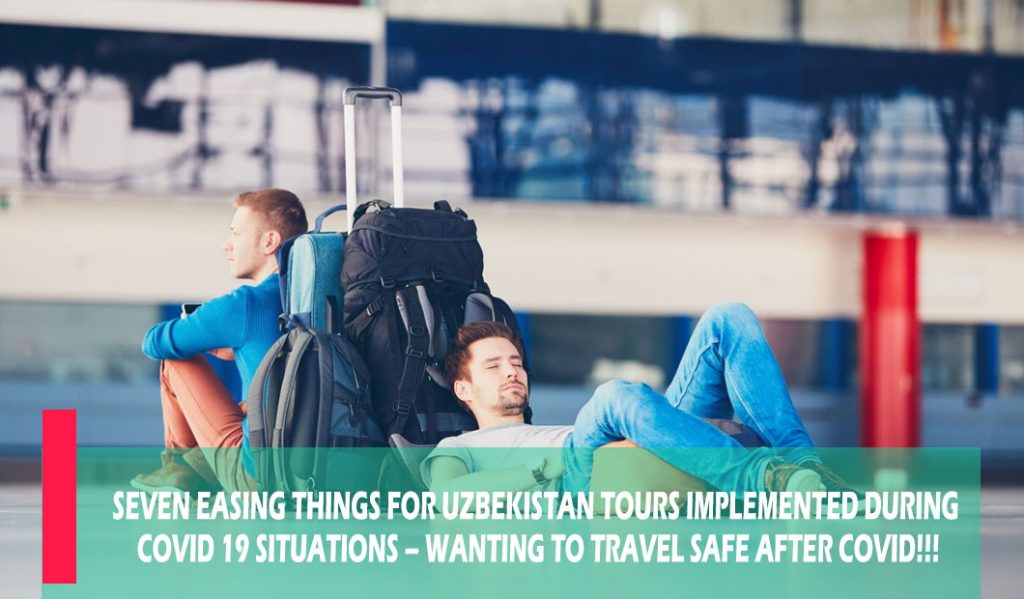 SEVEN EASING THINGS FOR UZBEKISTAN TOURS IMPLEMENTED DURING
COVID 19 SITUATIONS – WANTING TO TRAVEL SAFE AFTER COVID!!!